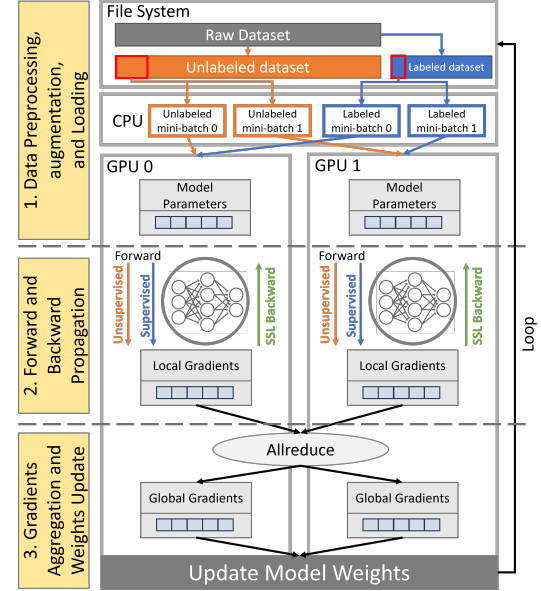 File System
Raw Dataset
Unlabeled dataset
Labeled dataset
1. Data Preprocessing,
augmentation,
and Loading
CPU
Unlabeled
mini-batch 0
Unlabeled
mini-batch 1
Labeled
mini-batch 0
Labeled
mini-batch 1
GPU 0
GPU 1
Model
Parameters
Model
Parameters
2. Forward and
Backward
Propagation
Forward
Unsupervised
Supervised
SSL Backward
Forward
Unsupervised
Supervised
SSL Backward
Loop
Local Gradients
Local Gradients
3. Gradients
Aggregation and
Weights Update
Allreduce
Global Gradients
Global Gradients
Update Model Weights